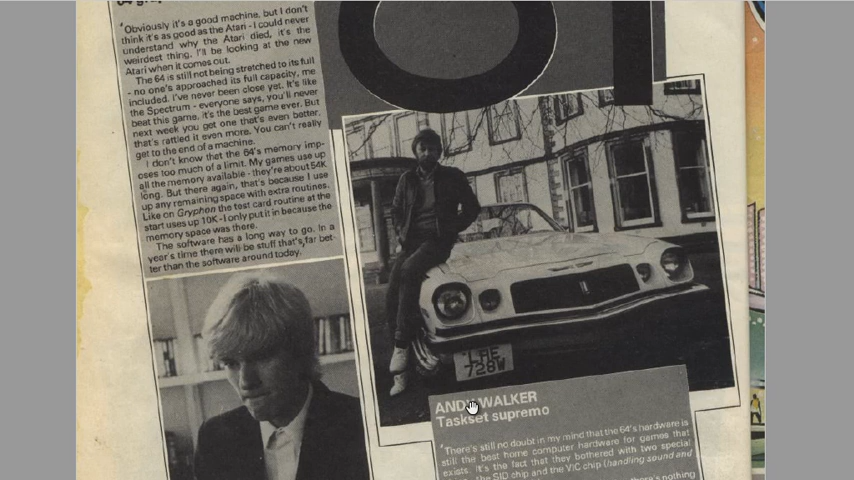 64 gra
'Obviously it's a good machine, but I don't
think it's as good as the Atari - I could never
understand why the Atari died, it's the
weirdest thing. I'll be looking at the new
Atari when it comes out.
The 64 is still not being stretched to its full
- no one's approached its full capacity, me
included. I've never been close yet. It's like
the Spectrum - everyone says, you'll never
beat this game, it's the best game ever. But
next week you get one that's even better,
that's rattled it even more. You can't really
get to the end of a machine.
I don't know that the 64's memory imp-
oses too much of a limit. My games use up
all the memory available - they're about 54K
long. But there again, that's because I use
up any remaining space with extra routines.
Like on Gryphon the test card routine at the
start uses up 10K - I only put it in because the
memory space was there.
The software has a long way to go. In a
year's time there will be stuff that's far bet-
ter than the software around today.
LAE
728W
ANDY WALKER
Taskset supremo
'There's still no doubt in my mind that the 64's hardware is
still the best home computer hardware for games that
exists. It's the fact that they bothered with two special
the SID chip and the VIC chip (handling sound and
there's nothing